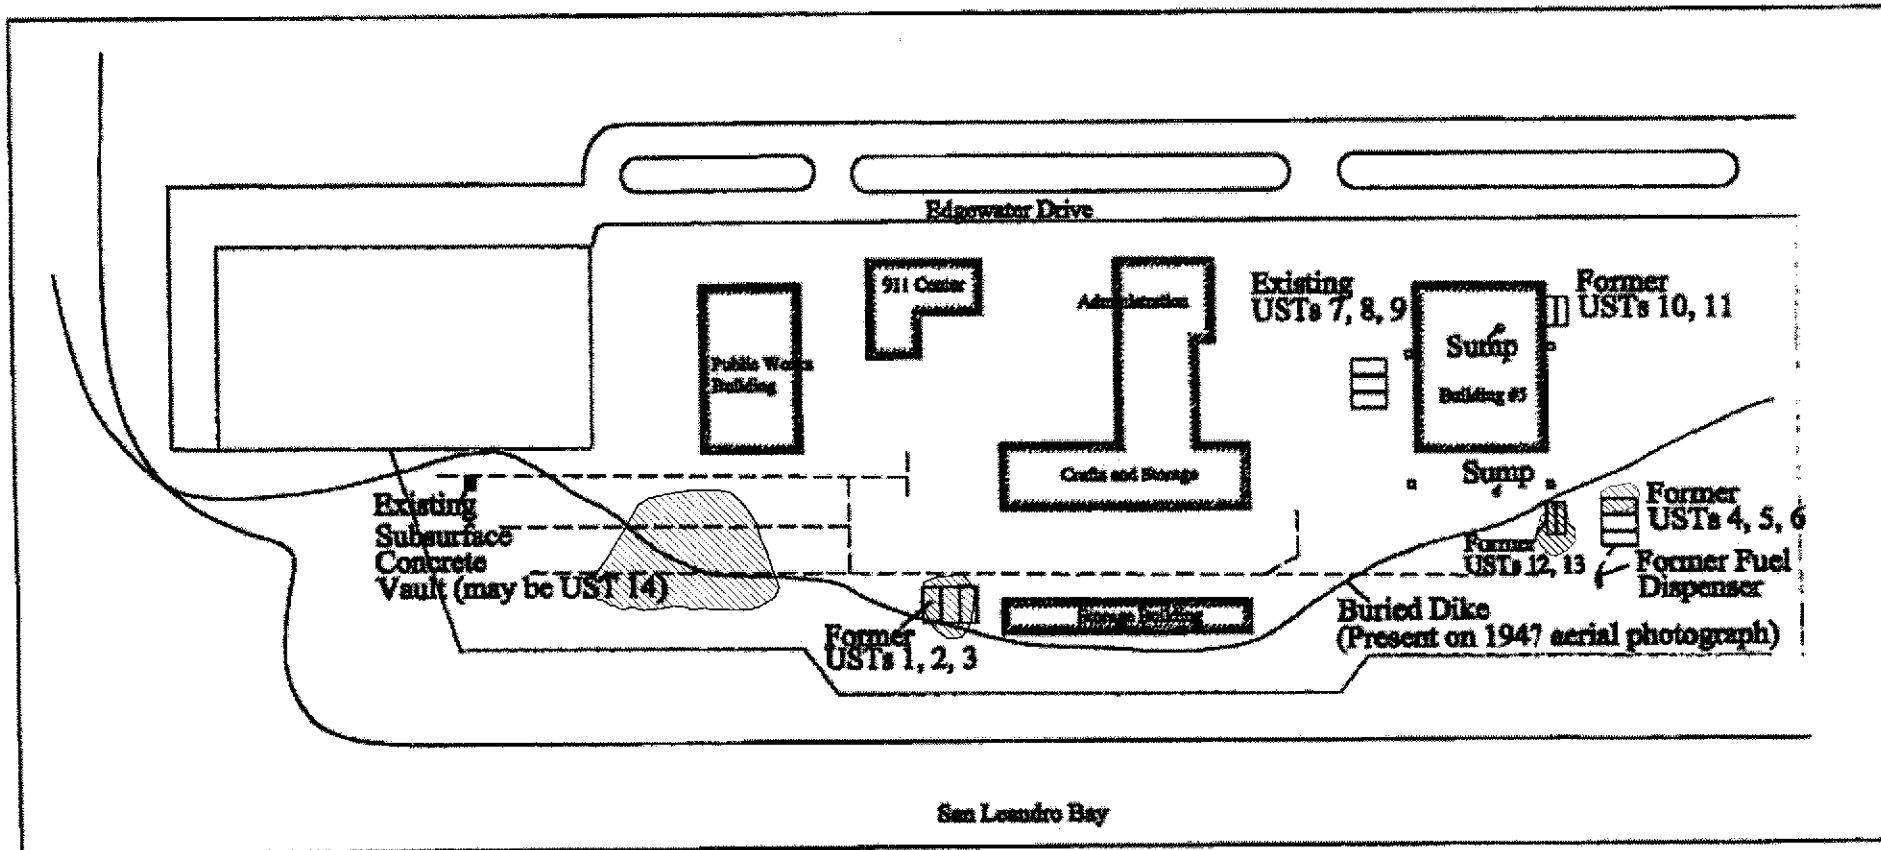 Edgewater Drive
911 Center
Administration
Existing
USTs 7, 8, 9
Former
USTs 10, 11
Public Works
Building
Sump
Building #5
Crafts and Storage
Sump
Existing
Subsurface
Concrete
Vault (may be UST 14)
Former
USTs 4, 5, 6
Former
USTs 12, 13
Former Fuel
Dispenser
Former
USTs 1, 2, 3
Storage Building
Buried Dike
(Present on 1947 aerial photograph)
San Leandro Bay